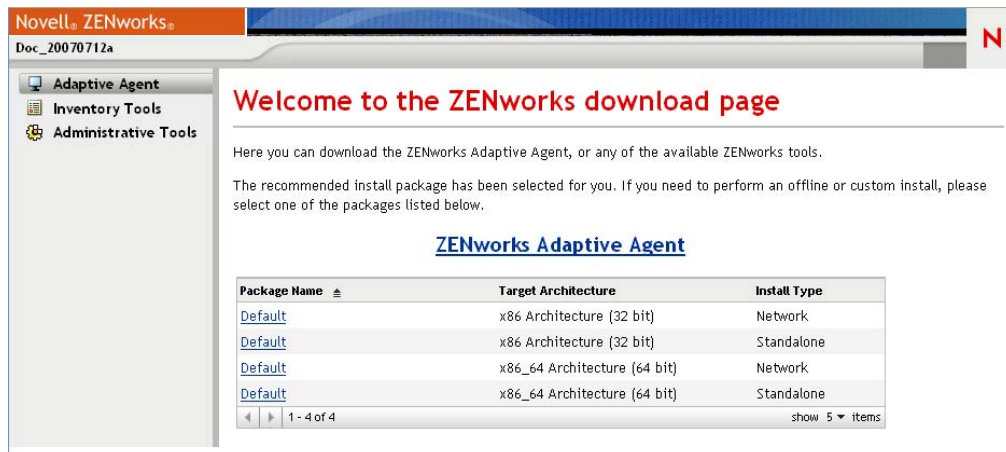 Novell® ZENworks®
Doc_20070712a
N
Adaptive Agent
Inventory Tools
Administrative Tools
Welcome to the ZENworks download page
Here you can download the ZENworks Adaptive Agent, or any of the available ZENworks tools.
The recommended install package has been selected for you. If you need to perform an offline or custom install, please
select one of the packages listed below.
ZENworks Adaptive Agent
Package Name Target Architecture Install Type
Default x86 Architecture (32 bit) Network
Default x86 Architecture (32 bit) Standalone
Default x86_64 Architecture (64 bit) Network
Default x86_64 Architecture (64 bit) Standalone
1 - 4 of 4 show 5 items